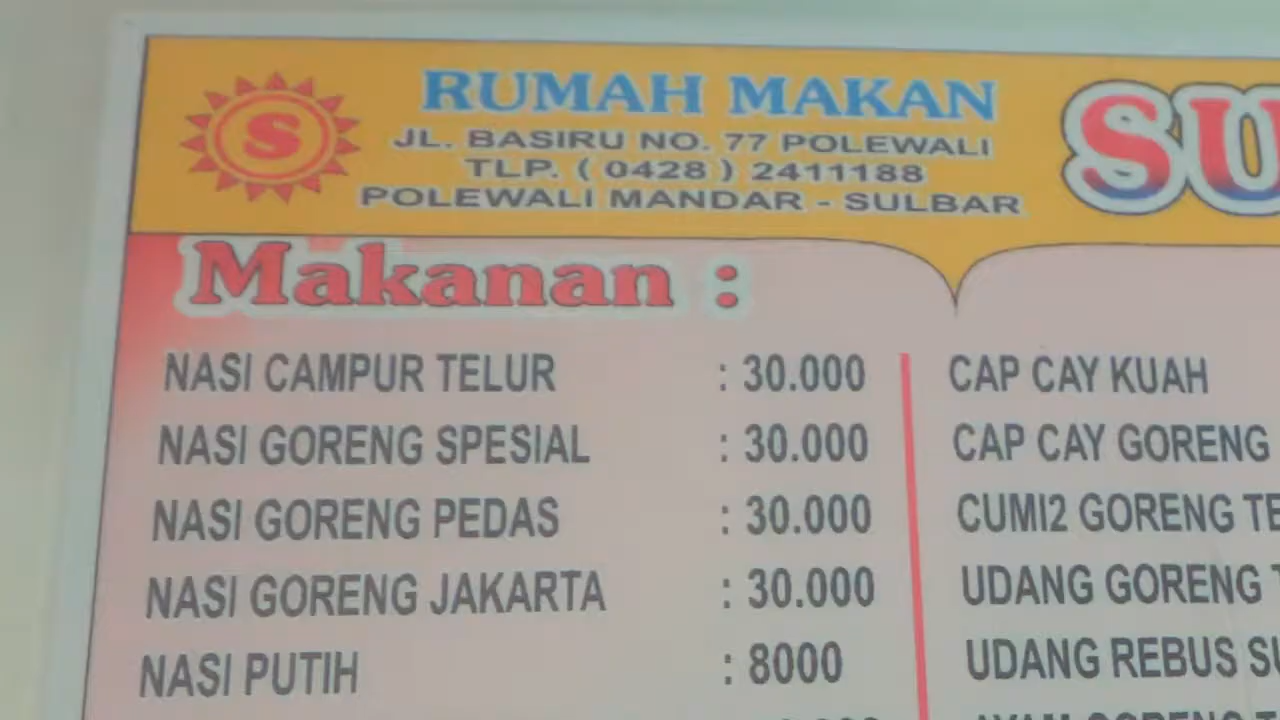 S
RUMAH MAKAN
JL. BASIRU NO. 77 POLEWALI
TLP. ( 0428 ) 2411188
POLEWALI MANDAR - SULBAR
Makanan :
NASI CAMPUR TELUR : 30.000
NASI GORENG SPESIAL : 30.000
NASI GORENG PEDAS : 30.000
NASI GORENG JAKARTA : 30.000
NASI PUTIH : 8000
CAP CAY KUAH
CAP CAY GORENG
CUMI2 GORENG
UDANG GORENG
UDANG REBUS